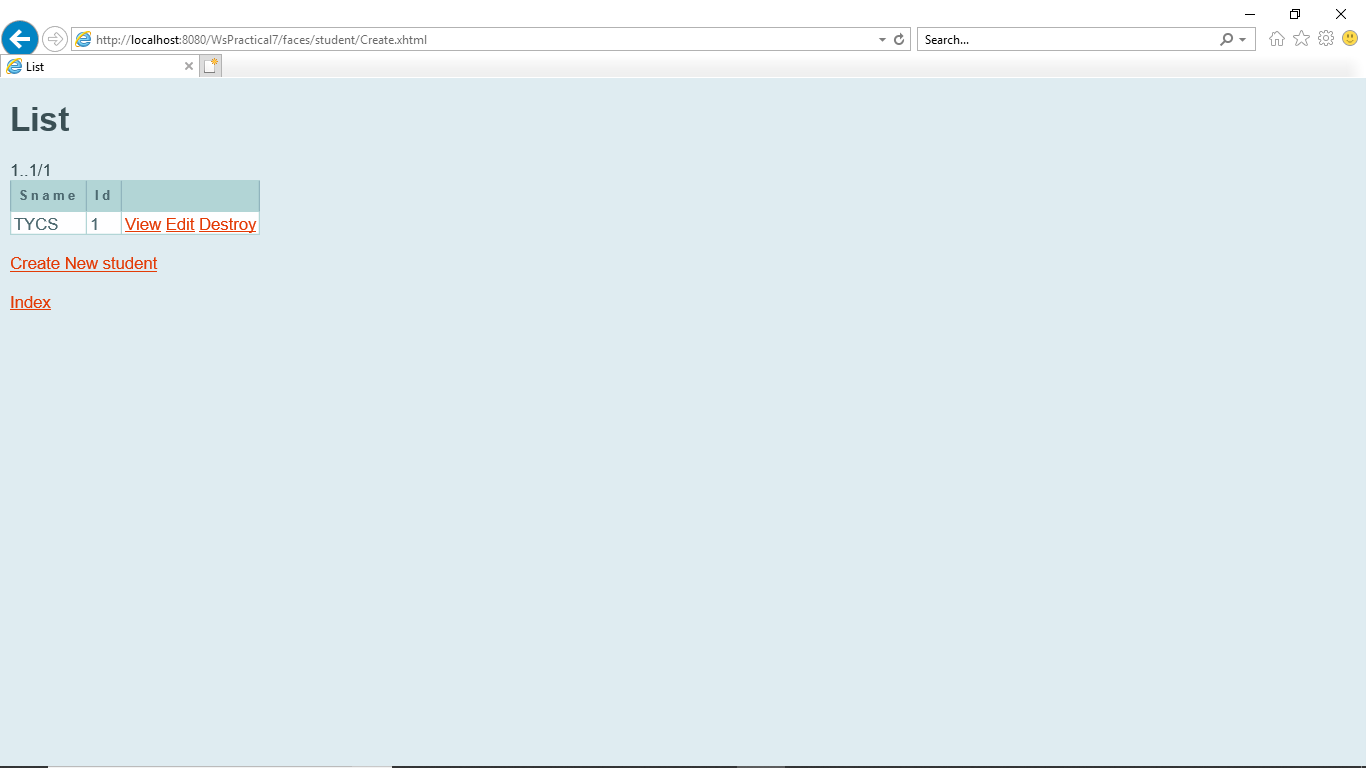 http://localhost:8080/WsPractical7/faces/student/Create.xhtml
Search...
List
List
1..1/1
Sname Id
TYCS 1 View Edit Destroy
Create New student
Index